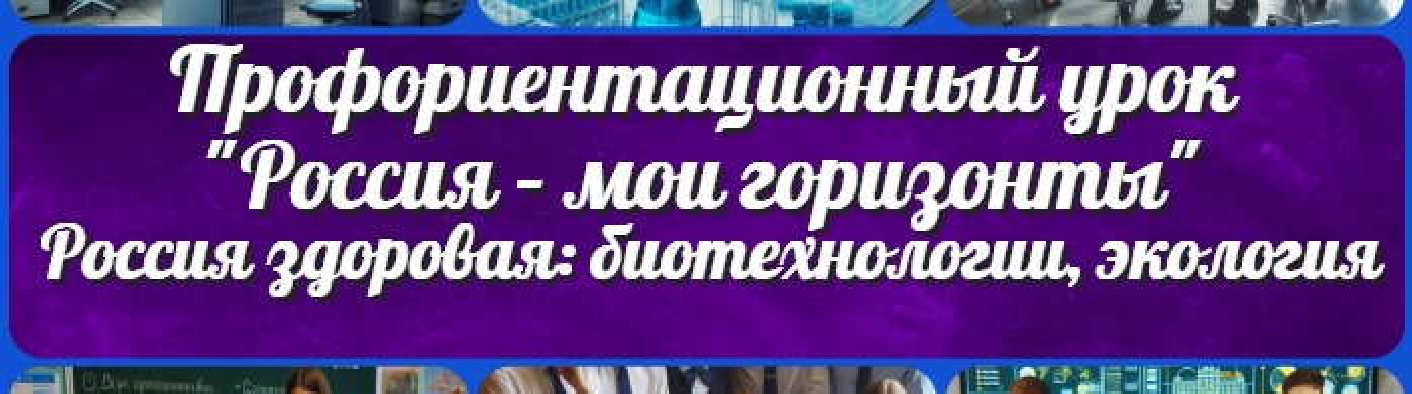 Профориентационный урок
"Россия – мои горизонты"
Россия здоровая: биотехнологии, экология